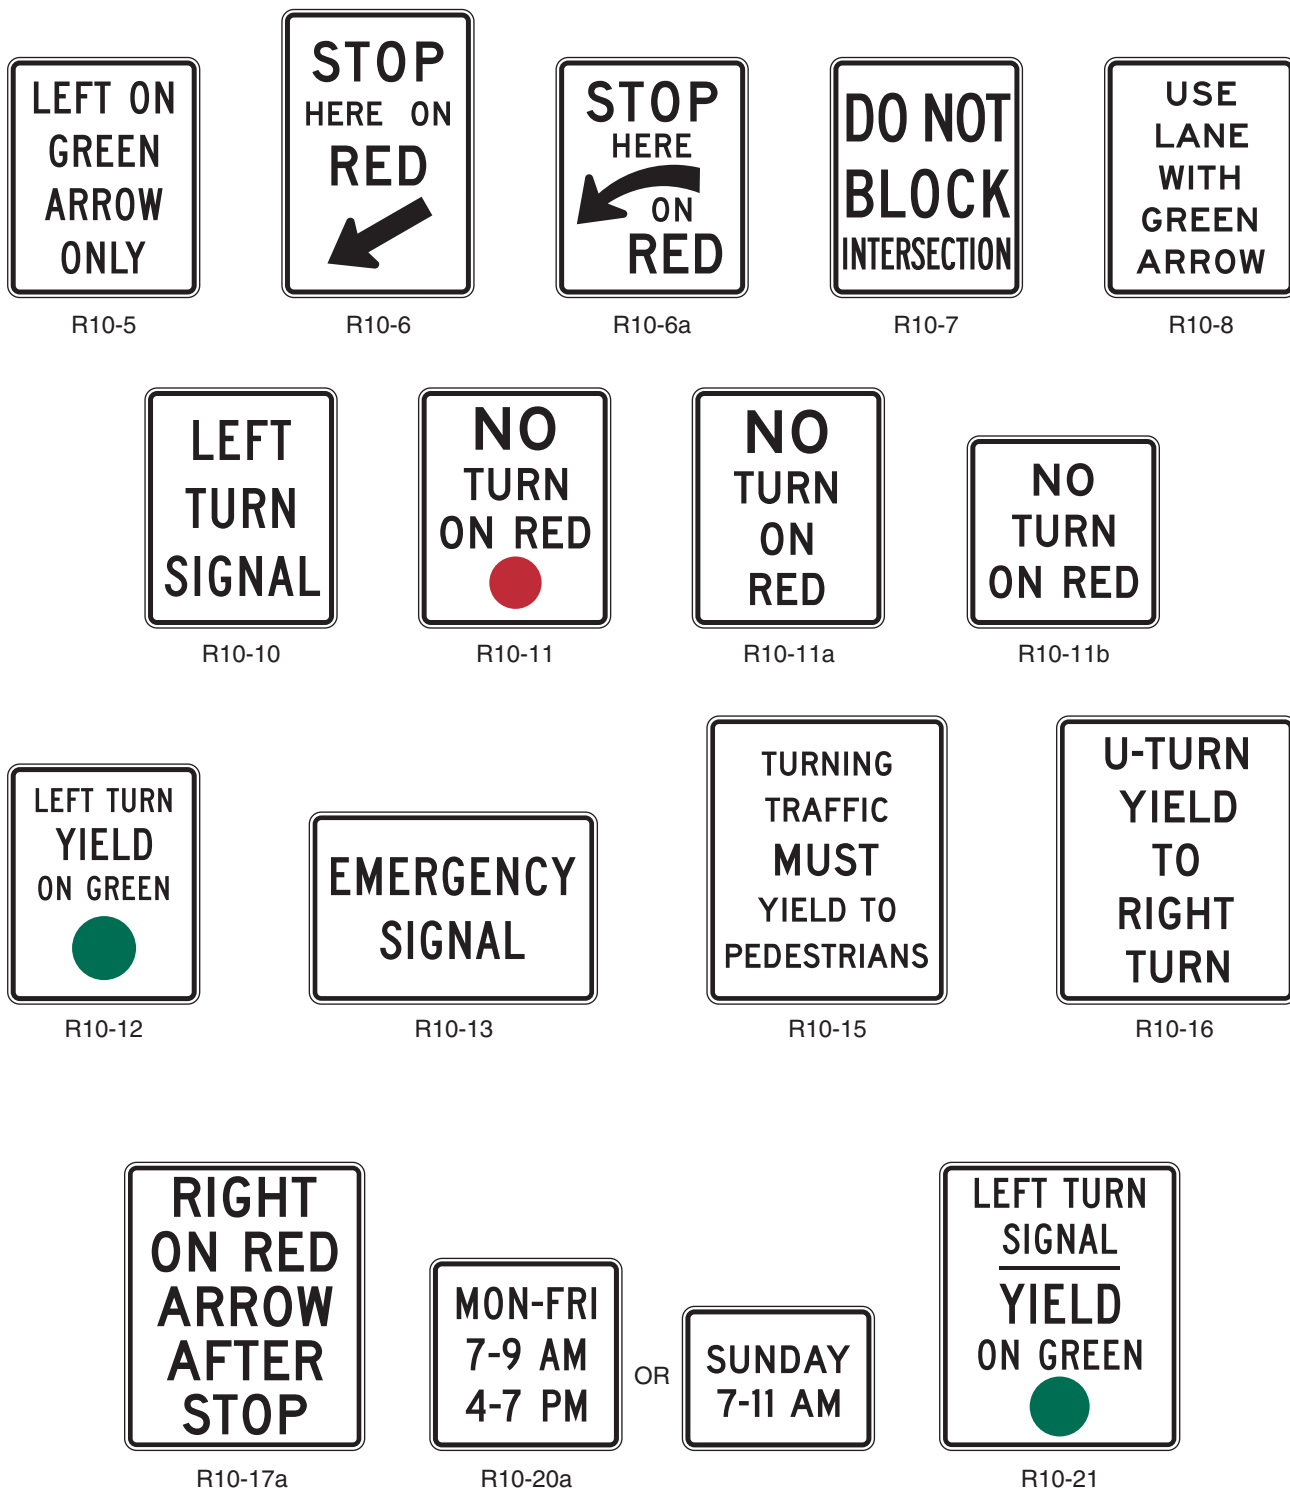 LEFT ON
GREEN
ARROW
ONLY
R10-5
STOP
HERE ON
RED
R10-6
STOP
HERE
ON
RED
R10-6a
DO NOT
BLOCK
INTERSECTION
R10-7
USE
LANE
WITH
GREEN
ARROW
R10-8
LEFT
TURN
SIGNAL
R10-10
NO
TURN
ON RED
R10-11
NO
TURN
ON
RED
R10-11a
NO
TURN
ON RED
R10-11b
LEFT TURN
YIELD
ON GREEN
R10-12
EMERGENCY
SIGNAL
R10-13
TURNING
TRAFFIC
MUST
YIELD TO
PEDESTRIANS
R10-15
U-TURN
YIELD
TO
RIGHT
TURN
R10-16
RIGHT
ON RED
ARROW
AFTER
STOP
R10-17a
MON-FRI
7-9 AM
4-7 PM
R10-20a
OR
SUNDAY
7-11 AM
LEFT TURN
SIGNAL
YIELD
ON GREEN
R10-21